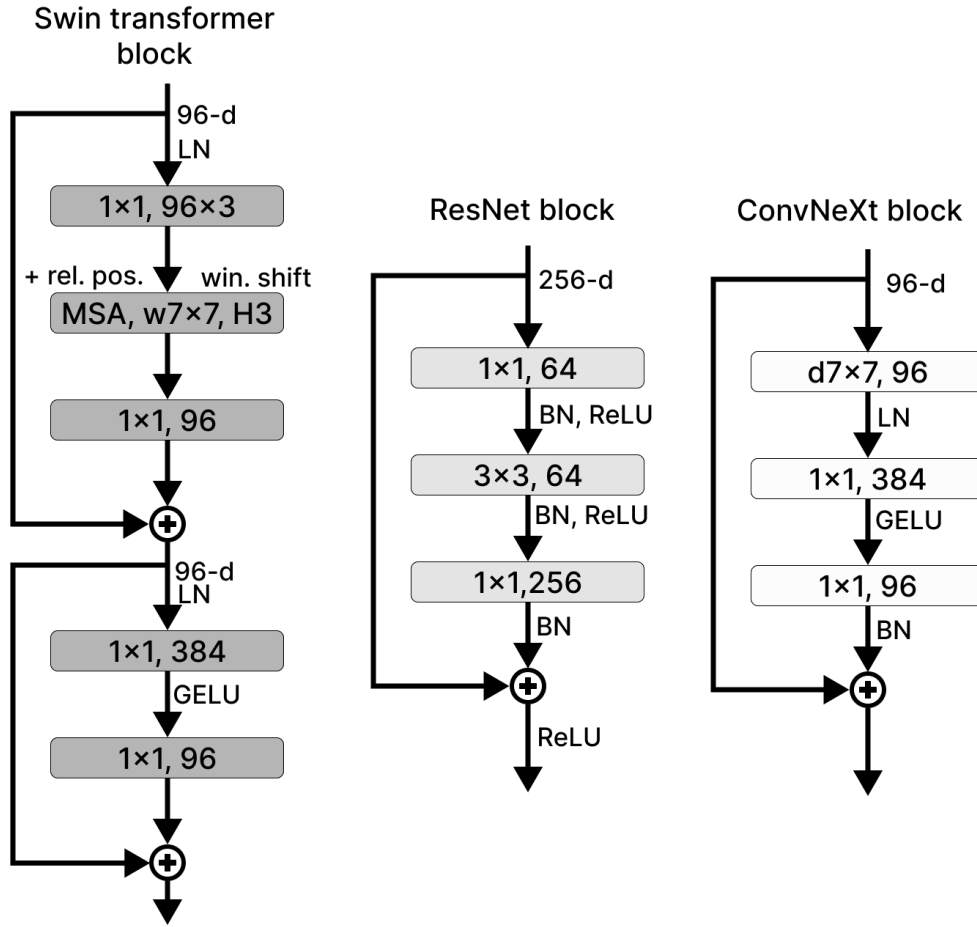 Swin transformer
block
96-d
LN
1×1, 96×3
+ rel. pos.
win. shift
MSA, w7×7, H3
1×1, 96
96-d
LN
1×1, 384
GELU
1×1, 96
ResNet block
256-d
1×1, 64
BN, ReLU
3×3, 64
BN, ReLU
1×1,256
BN
ReLU
ConvNeXt block
96-d
d7×7, 96
LN
1×1, 384
GELU
1×1, 96
BN